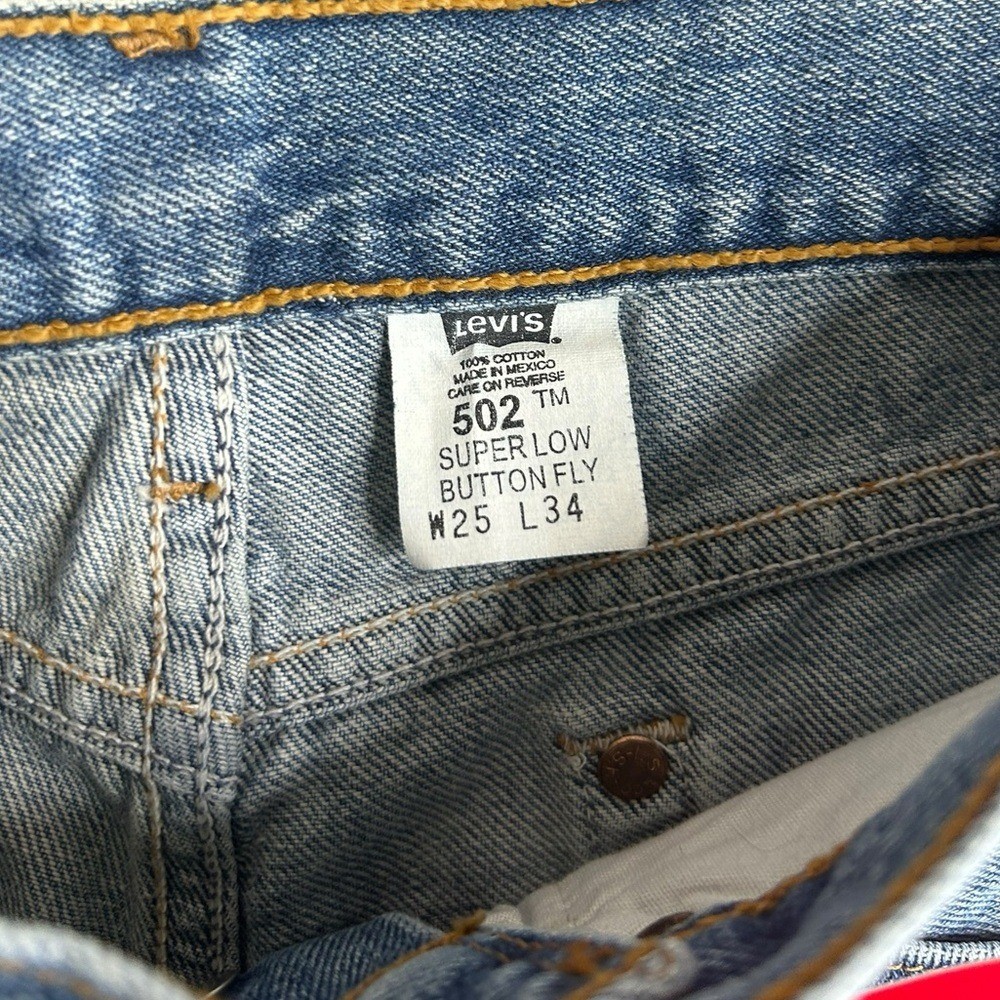 Levi's
100% COTTON
MADE IN MEXICO
CARE ON REVERSE
502 ™
SUPER LOW
BUTTON FLY
W25 L34